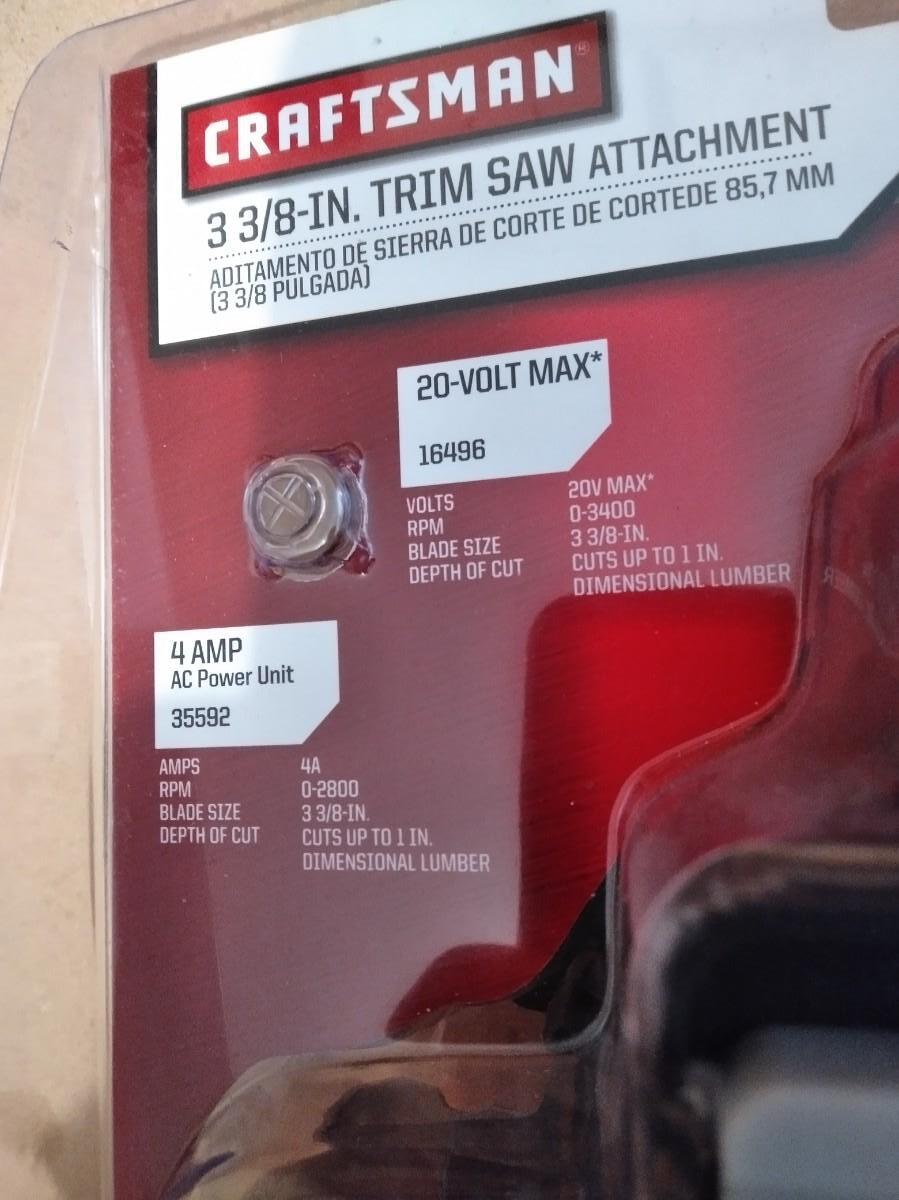 CRAFTSMAN®
3 3/8-IN. TRIM SAW ATTACHMENT
ADITAMENTO DE SIERRA DE CORTE DE CORTEDE 85,7 MM
(3 3/8 PULGADA)
20-VOLT MAX*
16496
VOLTS 20V MAX*
RPM 0-3400
BLADE SIZE 3 3/8-IN.
DEPTH OF CUT CUTS UP TO 1 IN.
DIMENSIONAL LUMBER
4 AMP
AC Power Unit
35592
AMPS 4A
RPM 0-2800
BLADE SIZE 3 3/8-IN.
DEPTH OF CUT CUTS UP TO 1 IN.
DIMENSIONAL LUMBER